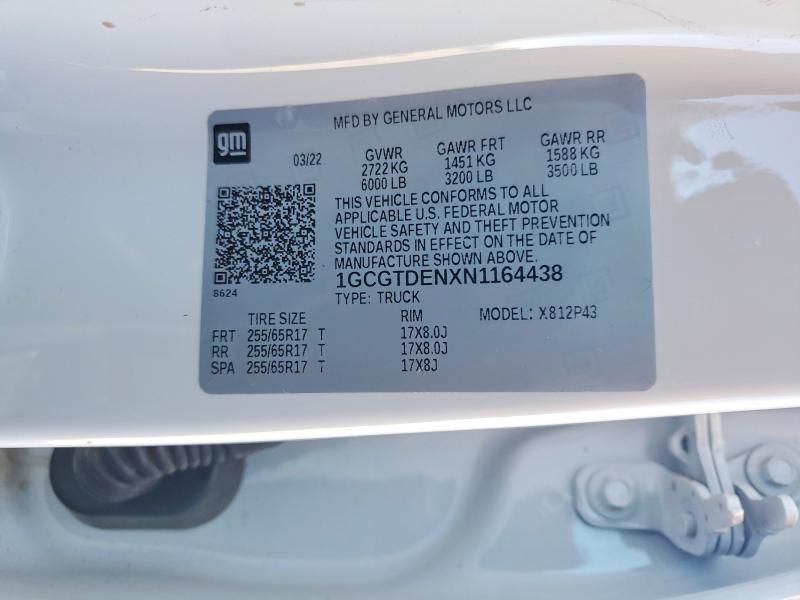 MFD BY GENERAL MOTORS LLC
gm
03/22
GVWR GAWR FRT GAWR RR
2722 KG 1451 KG 1588 KG
6000 LB 3200 LB 3500 LB
THIS VEHICLE CONFORMS TO ALL
APPLICABLE U.S. FEDERAL MOTOR
VEHICLE SAFETY AND THEFT PREVENTION
STANDARDS IN EFFECT ON THE DATE OF
MANUFACTURE SHOWN ABOVE.
8624
1GCGTDENXN1164438
TYPE: TRUCK
TIRE SIZE RIM MODEL: X812P43
FRT 255/65R17 T 17X8.0J
RR 255/65R17 T 17X8.0J
SPA 255/65R17 T 17X8J